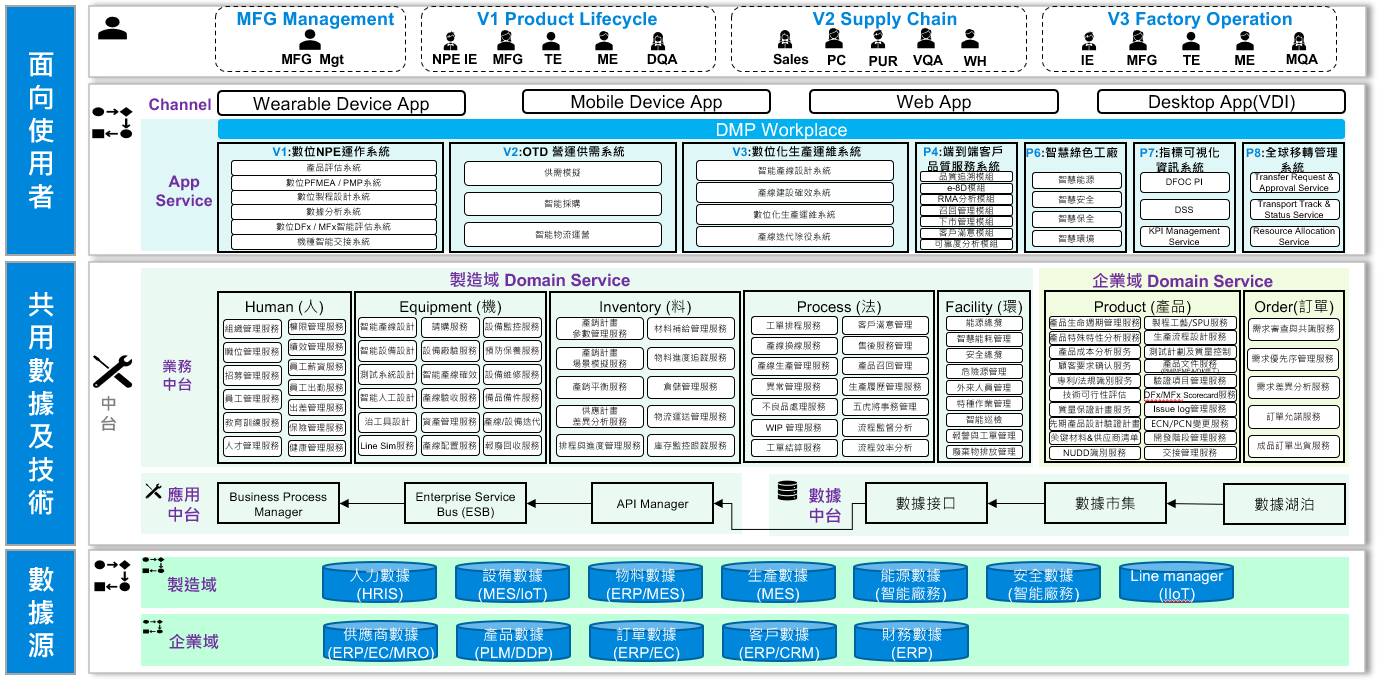 面向使用者
MFG Management
MFG Mgt
V1 Product Lifecycle
NPE IE MFG TE ME DQA
V2 Supply Chain
Sales PC PUR VQA WH
V3 Factory Operation
IE MFG TE ME MQA
Channel
Wearable Device App
Mobile Device App
Web App
Desktop App(VDI)
DMP Workplace
App
Service
V1:數位NPE運作系統
產品評估系統
數位PFMEA / PMP系統
數位製程設計系統
數據分析系統
數位DFx / MFx智能評估系統
機種智能交接系統
V2:OTD 營運供需系統
供需模擬
智能採購
智能物流運營
V3:數位化生產運維系統
智能產線設計系統
產線建設確效系統
數位化生產運維系統
產線迭代除役系統
P4:端到端客戶
品質服務系統
品質追溯模組
e-8D模組
RMA分析模組
召回管理模組
下市管理模組
客戶滿意模組
可靠度分析模組
P6:智慧綠色工廠
智慧能源
智慧安全
智慧保全
智慧環境
P7:指標可視化
資訊系統
DFOC PI
DSS
KPI Management
Service
P8:全球移轉管理
系統
Transfer Request &
Approval Service
Transport Track &
Status Service
Resource Allocation
Service
共用數據及技術
中台
業務
中台
製造域 Domain Service
Human (人)
組織管理服務
職位管理服務
招募管理服務
員工管理服務
教育訓練服務
人才管理服務
權限管理服務
績效管理服務
員工薪資服務
員工出勤服務
出差管理服務
保險管理服務
健康管理服務
Equipment (機)
智能產線設計
智能設備設計
測試系統設計
智能人工設計
治工具設計
Line Sim服務
請購服務
設備廠驗服務
智能產線確效
產線驗收服務
資產管理服務
產線配置服務
設備監控服務
預防保養服務
設備維修服務
備品備件服務
產線/設備迭代
報廢回收服務
Inventory (料)
產銷計畫
參數管理服務
產銷計畫
場景模擬服務
產銷平衡服務
供應計畫
差異分析服務
排程與進度管理服務
材料補給管理服務
物料進度追蹤服務
倉儲管理服務
物流運送管理服務
庫存監控跟蹤服務
Process (法)
工單排程服務
產線換線服務
產線生產管理服務
異常管理服務
不良品處理服務
WIP 管理服務
工單結算服務
客戶滿意管理
售後服務管理
產品召回管理
生產履歷管理服務
五虎將事務管理
流程監督分析
流程效率分析
Facility (環)
能源總覽
智慧能耗管理
安全總覽
危險源管理
外來人員管理
特種作業管理
智能巡檢
報警與工單管理
廢棄物排放管理
企業域 Domain Service
Product (產品)
產品生命週期管理服務
產品特殊特性分析服务
產品成本分析服务
顧客要求确认服务
專利/法規識別服务
技術可行性评估
質量保證計畫服务
先期產品設計驗證計畫
关键材料&供应商清單
NUDD識別服務
製程工藝/SPU服務
生產流程設計服務
測試計劃及質量控制
產品文件服務
驗證項目管理服務
DFx/MFx Scorecard服務
Issue log管理服務
ECN/PCN變更服務
開發階段管理服務
交接管理服務
Order(訂單)
需求審查與共識服務
需求優先序管理服務
需求差異分析服務
訂單允諾服務
成品訂單出貨服務
應用
中台
Business Process
Manager
Enterprise Service
Bus (ESB)
API Manager
數據
中台
數據接口
數據市集
數據湖泊
數據源
製造域
人力數據
(HRIS)
設備數據
(MES/IoT)
物料數據
(ERP/MES)
生產數據
(MES)
能源數據
(智能廠務)
安全數據
(智能廠務)
Line manager
(IIoT)
企業域
供應商數據
(ERP/EC/MRO)
產品數據
(PLM/DDP)
訂單數據
(ERP/EC)
客戶數據
(ERP/CRM)
財務數據
(ERP)